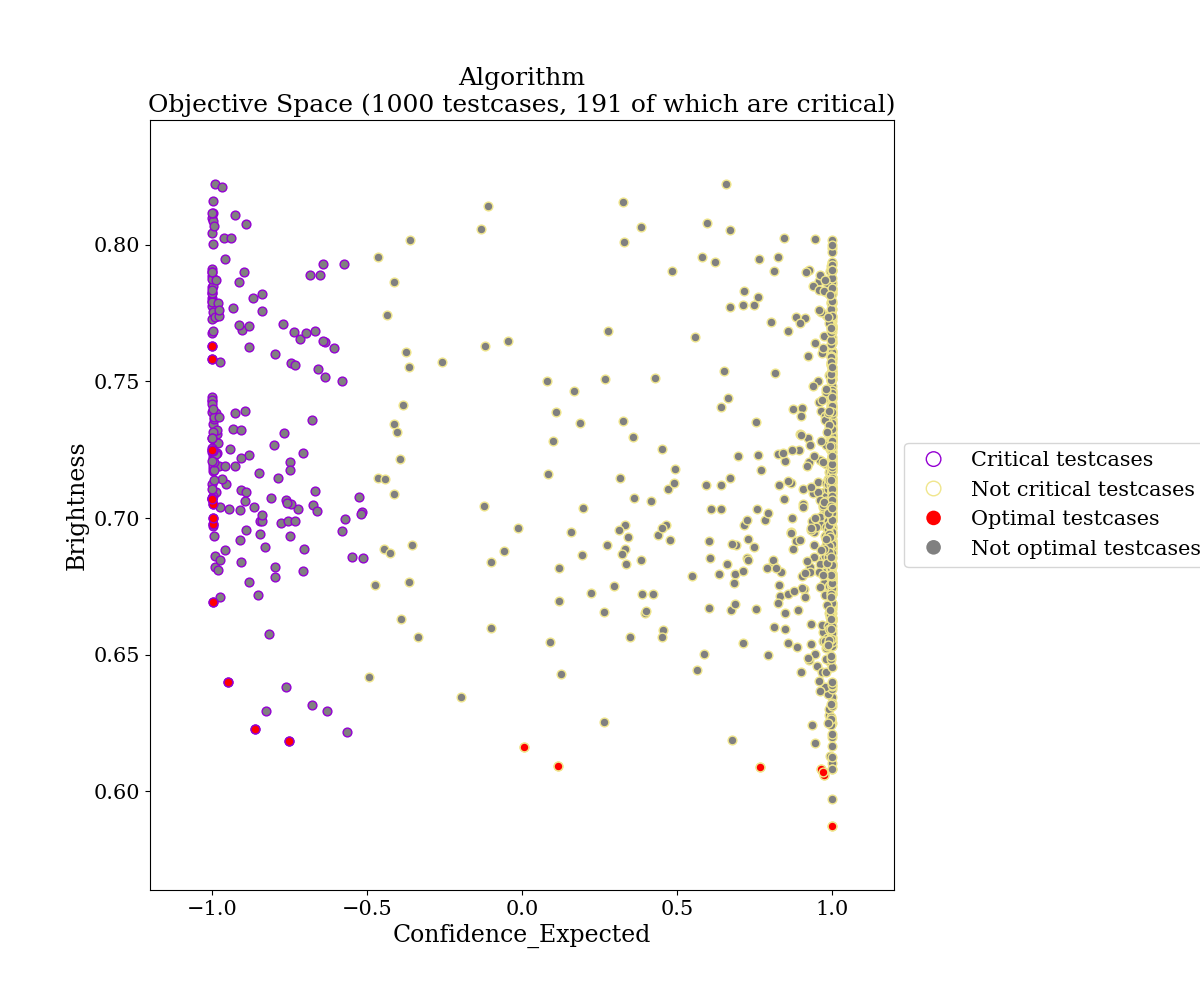 Algorithm
Objective Space (1000 testcases, 191 of which are critical)
Brightness
0.80
0.75
0.70
0.65
0.60
−1.0
−0.5
0.0
0.5
1.0
Confidence_Expected
Critical testcases
Not critical testcases
Optimal testcases
Not optimal testcases